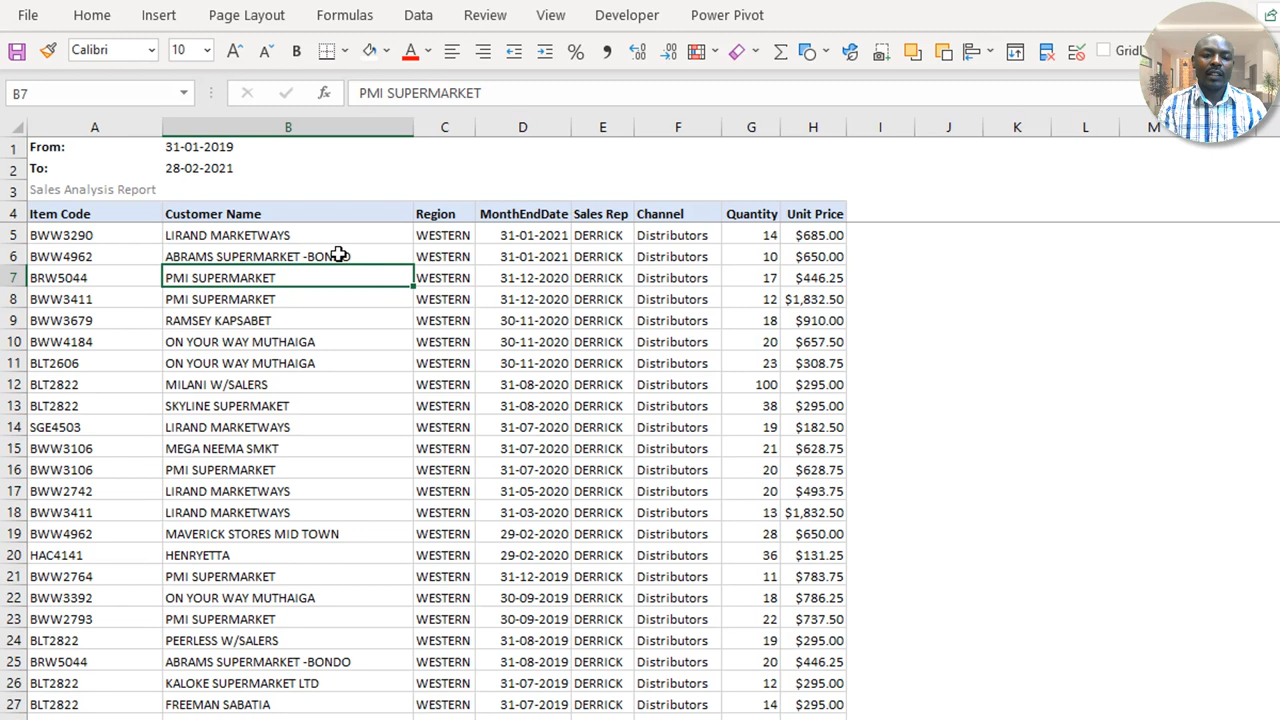 File Home Insert Page Layout Formulas Data Review View Developer Power Pivot
Calibri 10 B A %
B7 fx PMI SUPERMARKET
A B C D E F G H I J K L M
1 From: 31-01-2019
2 To: 28-02-2021
3 Sales Analysis Report
4 Item Code Customer Name Region MonthEndDate Sales Rep Channel Quantity Unit Price
5 BWW3290 LIRAND MARKETWAYS WESTERN 31-01-2021 DERRICK Distributors 14 $685.00
6 BWW4962 ABRAMS SUPERMARKET -BONDO WESTERN 31-01-2021 DERRICK Distributors 10 $650.00
7 BRW5044 PMI SUPERMARKET WESTERN 31-12-2020 DERRICK Distributors 17 $446.25
8 BWW3411 PMI SUPERMARKET WESTERN 31-12-2020 DERRICK Distributors 12 $1,832.50
9 BWW3679 RAMSEY KAPSABET WESTERN 30-11-2020 DERRICK Distributors 18 $910.00
10 BWW4184 ON YOUR WAY MUTHAIGA WESTERN 30-11-2020 DERRICK Distributors 20 $657.50
11 BLT2606 ON YOUR WAY MUTHAIGA WESTERN 30-11-2020 DERRICK Distributors 23 $308.75
12 BLT2822 MILANI W/SALERS WESTERN 31-08-2020 DERRICK Distributors 100 $295.00
13 BLT2822 SKYLINE SUPERMAKET WESTERN 31-08-2020 DERRICK Distributors 38 $295.00
14 SGE4503 LIRAND MARKETWAYS WESTERN 31-07-2020 DERRICK Distributors 19 $182.50
15 BWW3106 MEGA NEEMA SMKT WESTERN 31-07-2020 DERRICK Distributors 21 $628.75
16 BWW3106 PMI SUPERMARKET WESTERN 31-07-2020 DERRICK Distributors 20 $628.75
17 BWW2742 LIRAND MARKETWAYS WESTERN 31-05-2020 DERRICK Distributors 20 $493.75
18 BWW3411 LIRAND MARKETWAYS WESTERN 31-03-2020 DERRICK Distributors 13 $1,832.50
19 BWW4962 MAVERICK STORES MID TOWN WESTERN 29-02-2020 DERRICK Distributors 28 $650.00
20 HAC4141 HENRYETTA WESTERN 29-02-2020 DERRICK Distributors 36 $131.25
21 BWW2764 PMI SUPERMARKET WESTERN 31-12-2019 DERRICK Distributors 11 $783.75
22 BWW3392 ON YOUR WAY MUTHAIGA WESTERN 30-09-2019 DERRICK Distributors 18 $786.25
23 BWW2793 PMI SUPERMARKET WESTERN 30-09-2019 DERRICK Distributors 22 $737.50
24 BLT2822 PEERLESS W/SALERS WESTERN 31-08-2019 DERRICK Distributors 19 $295.00
25 BRW5044 ABRAMS SUPERMARKET -BONDO WESTERN 31-08-2019 DERRICK Distributors 20 $446.25
26 BLT2822 KALOKE SUPERMARKET LTD WESTERN 31-07-2019 DERRICK Distributors 12 $295.00
27 BLT2822 FREEMAN SABATIA WESTERN 31-07-2019 DERRICK Distributors 14 $295.00